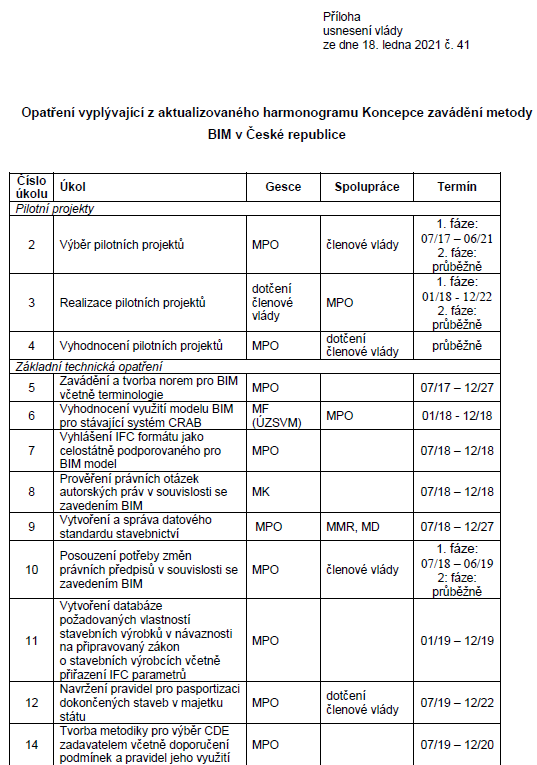 Příloha
usnesení vlády
ze dne 18. ledna 2021 č. 41
Opatření vyplývající z aktualizovaného harmonogramu Koncepce zavádění metody
BIM v České republice
Číslo úkolu Úkol Gesce Spolupráce Termín
Pilotní projekty
2 Výběr pilotních projektů MPO členové vlády 1. fáze:
07/17 – 06/21
2. fáze:
průběžně
3 Realizace pilotních projektů dotčení
členové
vlády MPO 1. fáze:
01/18 - 12/22
2. fáze:
průběžně
4 Vyhodnocení pilotních projektů MPO dotčení
členové vlády průběžně
Základní technická opatření
5 Zavádění a tvorba norem pro BIM
včetně terminologie MPO 07/17 – 12/27
6 Vyhodnocení využití modelu BIM
pro stávající systém CRAB MF
(ÚZSVM) MPO 01/18 - 12/18
7 Vyhlášení IFC formátu jako
celostátně podporovaného pro
BIM model MPO 07/18 – 12/18
8 Prověření právních otázek
autorských práv v souvislosti se
zavedením BIM MK 07/18 – 12/18
9 Vytvoření a správa datového
standardu stavebnictví MPO MMR, MD 07/18 – 12/27
10 Posouzení potřeby změn
právních předpisů v souvislosti se
zavedením BIM MPO členové vlády 1. fáze:
07/18 – 06/19
2: fáze:
průběžně
11 Vytvoření databáze
požadovaných vlastností
stavebních výrobků v návaznosti
na připravovaný zákon
o stavebních výrobcích včetně
přiřazení IFC parametrů MPO 01/19 – 12/19
12 Navržení pravidel pro pasportizaci
dokončených staveb v majetku
státu MPO dotčení
členové vlády 07/19 – 12/22
14 Tvorba metodiky pro výběr CDE
zadavatelem včetně doporučení
podmínek a pravidel jeho využití MPO 07/19 – 12/20